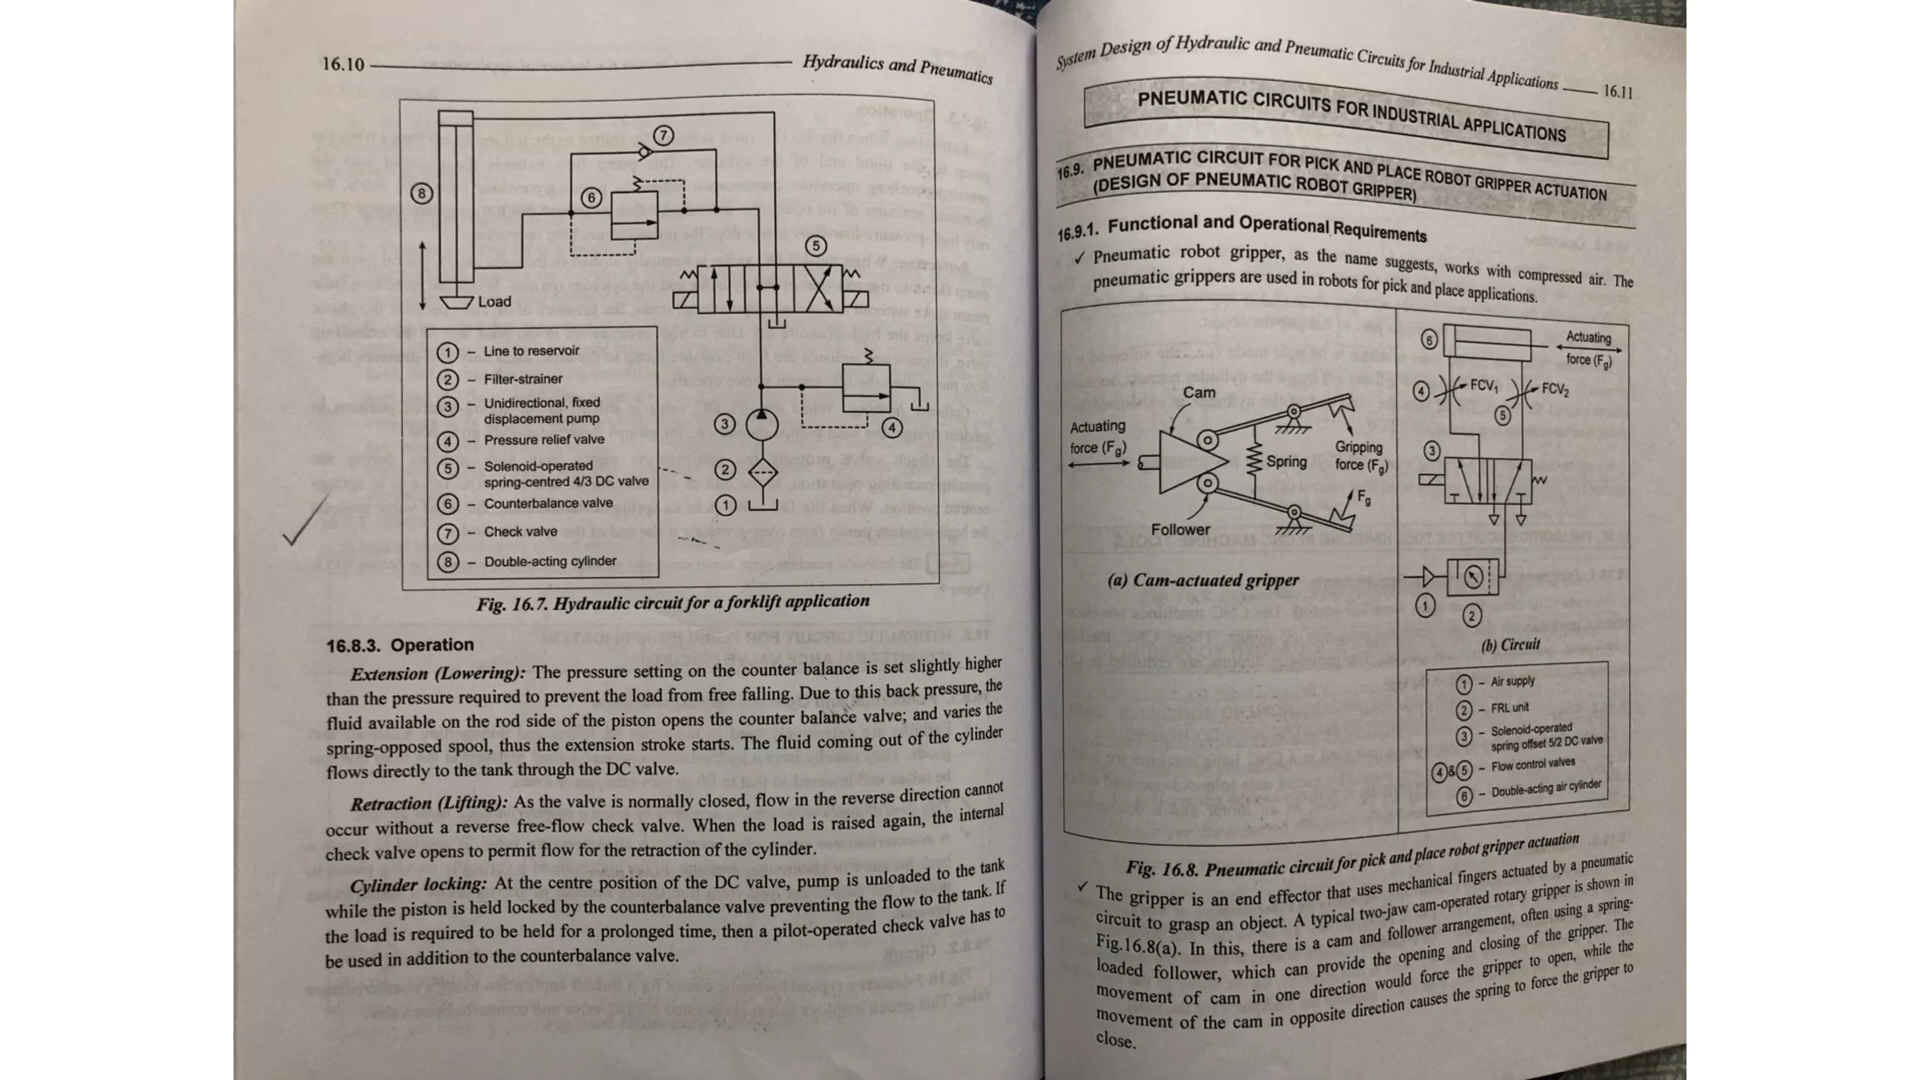 16.10
Hydraulics and Pneumatics
7
8
6
5
Load
1 – Line to reservoir
2 – Filter-strainer
3 – Unidirectional, fixed
displacement pump
4 – Pressure relief valve
5 – Solenoid-operated
spring-centred 4/3 DC valve
6 – Counterbalance valve
7 – Check valve
8 – Double-acting cylinder
3
4
2
1
Fig. 16.7. Hydraulic circuit for a forklift application
16.8.3. Operation
Extension (Lowering): The pressure setting on the counter balance is set slightly higher
than the pressure required to prevent the load from free falling. Due to this back pressure, the
fluid available on the rod side of the piston opens the counter balance valve; and varies the
spring-opposed spool, thus the extension stroke starts. The fluid coming out of the cylinder
flows directly to the tank through the DC valve.
Retraction (Lifting): As the valve is normally closed, flow in the reverse direction cannot
occur without a reverse free-flow check valve. When the load is raised again, the internal
check valve opens to permit flow for the retraction of the cylinder.
Cylinder locking: At the centre position of the DC valve, pump is unloaded to the tank
while the piston is held locked by the counterbalance valve preventing the flow to the tank. If
the load is required to be held for a prolonged time, then a pilot-operated check valve has to
be used in addition to the counterbalance valve.
System Design of Hydraulic and Pneumatic Circuits for Industrial Applications
16.11
PNEUMATIC CIRCUITS FOR INDUSTRIAL APPLICATIONS
16.9. PNEUMATIC CIRCUIT FOR PICK AND PLACE ROBOT GRIPPER ACTUATION
(DESIGN OF PNEUMATIC ROBOT GRIPPER)
16.9.1. Functional and Operational Requirements
✓ Pneumatic robot gripper, as the name suggests, works with compressed air. The
pneumatic grippers are used in robots for pick and place applications.
Cam
Actuating
force (Fg)
Spring
Gripping
force (Fg)
Fg
Follower
(a) Cam-actuated gripper
6
Actuating
force (Fg)
4
FCV1
FCV2
5
3
T
T
1
2
(b) Circuit
1 – Air supply
2 – FRL unit
3 – Solenoid-operated
spring offset 5/2 DC valve
4&5 – Flow control valves
6 – Double-acting air cylinder
Fig. 16.8. Pneumatic circuit for pick and place robot gripper actuation
✓ The gripper is an end effector that uses mechanical fingers actuated by a pneumatic
circuit to grasp an object. A typical two-jaw cam-operated rotary gripper is shown in
Fig.16.8(a). In this, there is a cam and follower arrangement, often using a spring-
loaded follower, which can provide the opening and closing of the gripper. The
movement of cam in one direction would force the gripper to open, while the
movement of the cam in opposite direction causes the spring to force the gripper to
close.